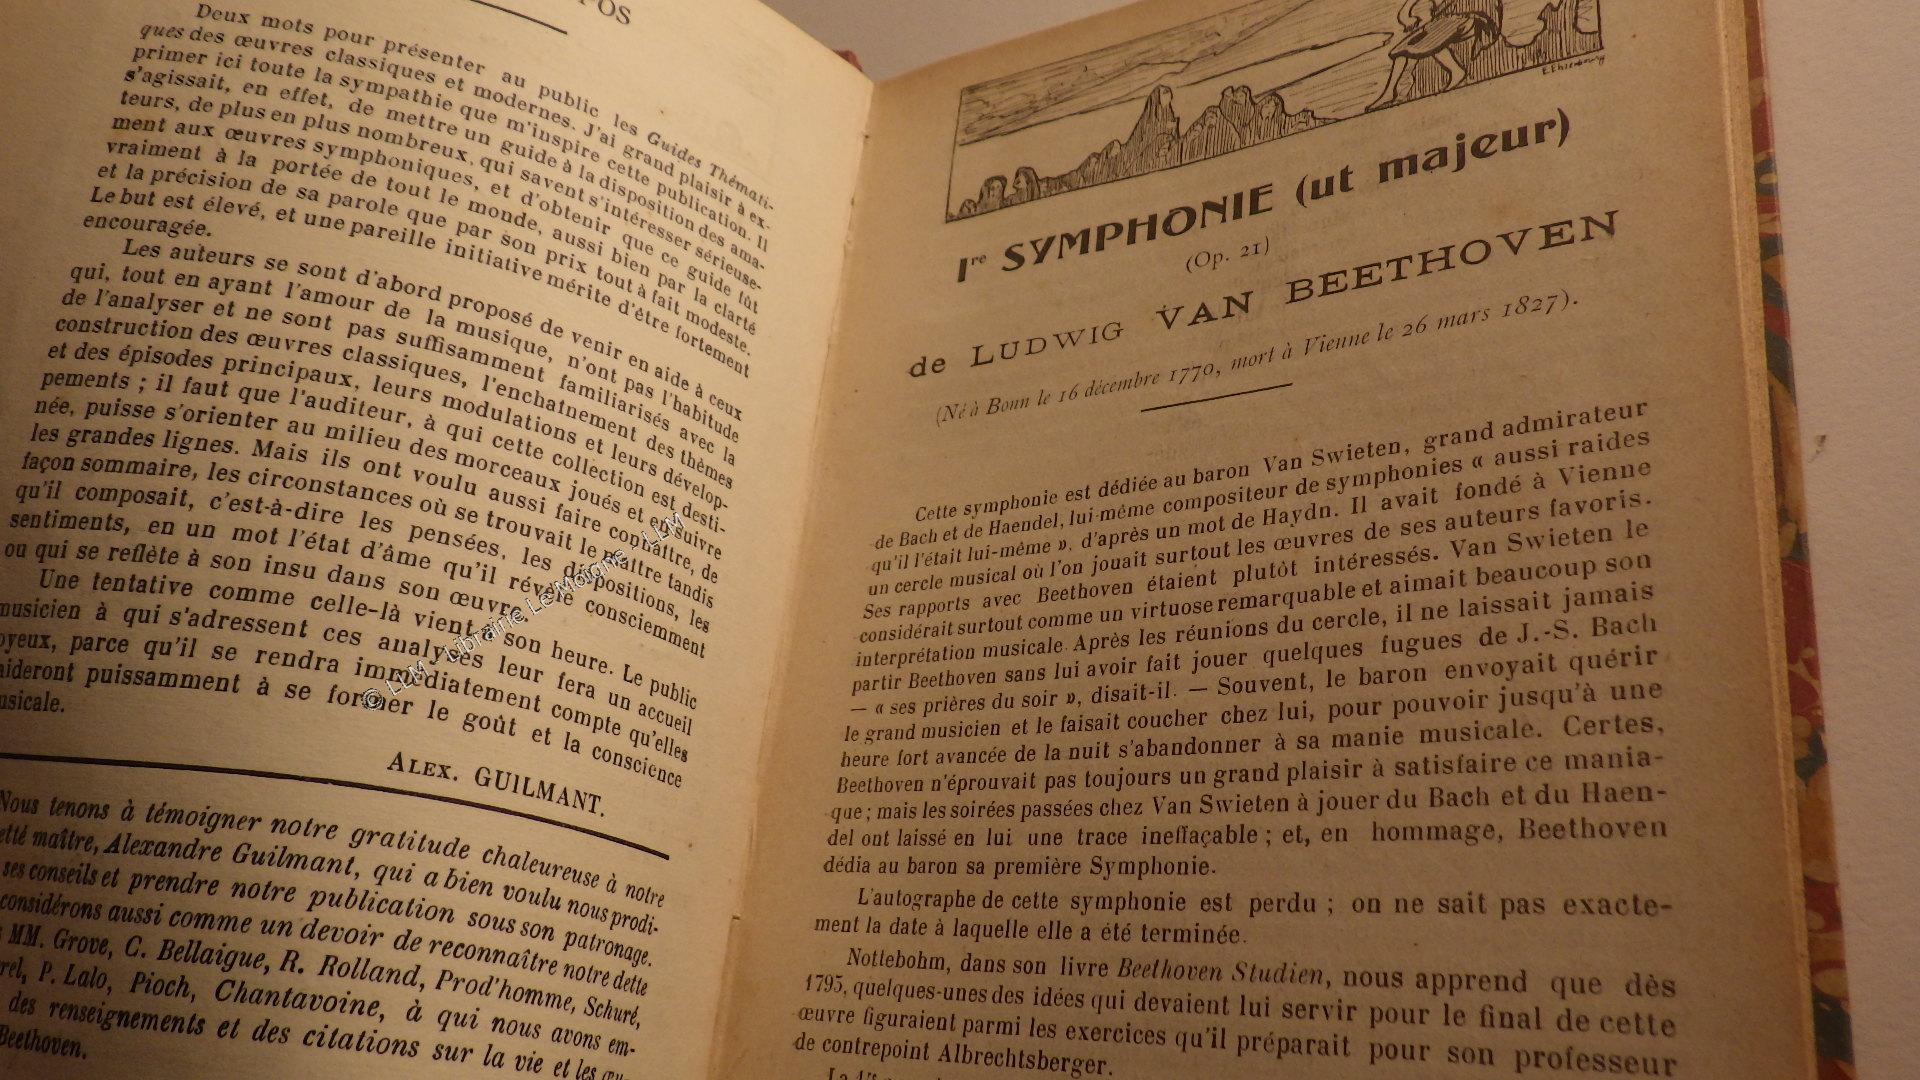 POS
Deux mots pour présenter au public les Guides Thémati-
ques des œuvres classiques et modernes. J'ai grand plaisir à ex-
primer ici toute la sympathie que m'inspire cette publication. Il
s'agissait, en effet, de mettre un guide à la disposition des ama-
teurs, de plus en plus nombreux, qui savent s'intéresser sérieuse-
ment aux œuvres symphoniques, et d'obtenir que ce guide fût
vraiment à la portée de tout le monde, aussi bien par la clarté
et la précision de sa parole que par son prix tout à fait modeste.
Le but est élevé, et une pareille initiative mérite d'être fortement
encouragée.
Les auteurs se sont d'abord proposé de venir en aide à ceux
qui, tout en ayant l'amour de la musique, n'ont pas l'habitude
de l'analyser et ne sont pas suffisamment familiarisés avec la
construction des œuvres classiques, l'enchaînement des thèmes
et des épisodes principaux, leurs modulations et leurs dévelop-
pements ; il faut que l'auditeur, à qui cette collection est desti-
née, puisse s'orienter au milieu des morceaux joués et en suivre
les grandes lignes. Mais ils ont voulu aussi faire connaître, de
façon sommaire, les circonstances où se trouvait le maître tandis
qu'il composait, c'est-à-dire les pensées, les dispositions, les
sentiments, en un mot l'état d'âme qu'il révèle consciemment
ou qui se reflète à son insu dans son œuvre.
Une tentative comme celle-là vient à son heure. Le public
musicien à qui s'adressent ces analyses leur fera un accueil
oyeux, parce qu'il se rendra immédiatement compte qu'elles
aideront puissamment à se former le goût et la conscience
usicale.
ALEX. GUILMANT.
Nous tenons à témoigner notre gratitude chaleureuse à notre
etté maître, Alexandre Guilmant, qui a bien voulu nous prodi-
ses conseils et prendre notre publication sous son patronage.
considérons aussi comme un devoir de reconnaître notre dette
MM. Grove, C. Bellaigue, R. Rolland, Prod'homme, Schuré,
rel, P. Lalo, Pioch, Chantavoine, à qui nous avons em-
des renseignements et des citations sur la vie et les œu-
Beethoven.
© LLM - Librairie Le Moigne - LLM
E. Ehrenbourg
1re SYMPHONIE (ut majeur)
(Op. 21)
de LUDWIG VAN BEETHOVEN
(Né à Bonn le 16 décembre 1770, mort à Vienne le 26 mars 1827).
Cette symphonie est dédiée au baron Van Swieten, grand admirateur
de Bach et de Haendel, lui-même compositeur de symphonies « aussi raides
qu'il l'était lui-même », d'après un mot de Haydn. Il avait fondé à Vienne
un cercle musical où l'on jouait surtout les œuvres de ses auteurs favoris.
Ses rapports avec Beethoven étaient plutôt intéressés. Van Swieten le
considérait surtout comme un virtuose remarquable et aimait beaucoup son
interprétation musicale. Après les réunions du cercle, il ne laissait jamais
partir Beethoven sans lui avoir fait jouer quelques fugues de J.-S. Bach
— « ses prières du soir », disait-il. — Souvent, le baron envoyait quérir
le grand musicien et le faisait coucher chez lui, pour pouvoir jusqu'à une
heure fort avancée de la nuit s'abandonner à sa manie musicale. Certes,
Beethoven n'éprouvait pas toujours un grand plaisir à satisfaire ce mania-
que ; mais les soirées passées chez Van Swieten à jouer du Bach et du Haen-
del ont laissé en lui une trace ineffaçable ; et, en hommage, Beethoven
dédia au baron sa première Symphonie.
L'autographe de cette symphonie est perdu ; on ne sait pas exacte-
ment la date à laquelle elle a été terminée.
Nottebohm, dans son livre Beethoven Studien, nous apprend que dès
1795, quelques-unes des idées qui devaient lui servir pour le final de cette
œuvre figuraient parmi les exercices qu'il préparait pour son professeur
de contrepoint Albrechtsberger.
La 1re